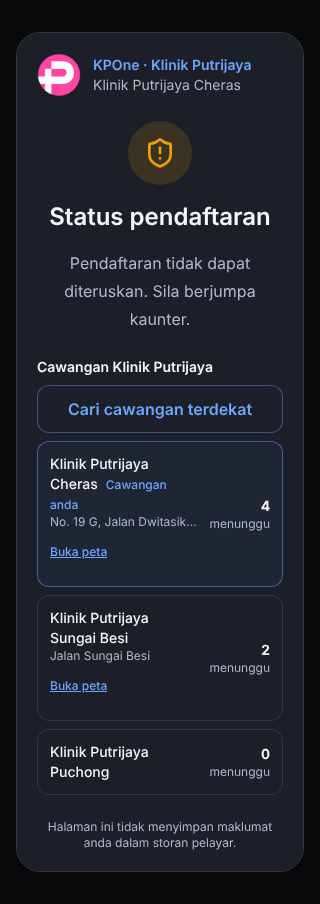 KPOne · Klinik Putrijaya
Klinik Putrijaya Cheras
Status pendaftaran
Pendaftaran tidak dapat
diteruskan. Sila berjumpa
kaunter.
Cawangan Klinik Putrijaya
Cari cawangan terdekat
Klinik Putrijaya
Cheras Cawangan
anda
No. 19 G, Jalan Dwitasik...
Buka peta
4
menunggu
Klinik Putrijaya
Sungai Besi
Jalan Sungai Besi
Buka peta
2
menunggu
Klinik Putrijaya
Puchong
0
menunggu
Halaman ini tidak menyimpan maklumat
anda dalam storan pelayar.